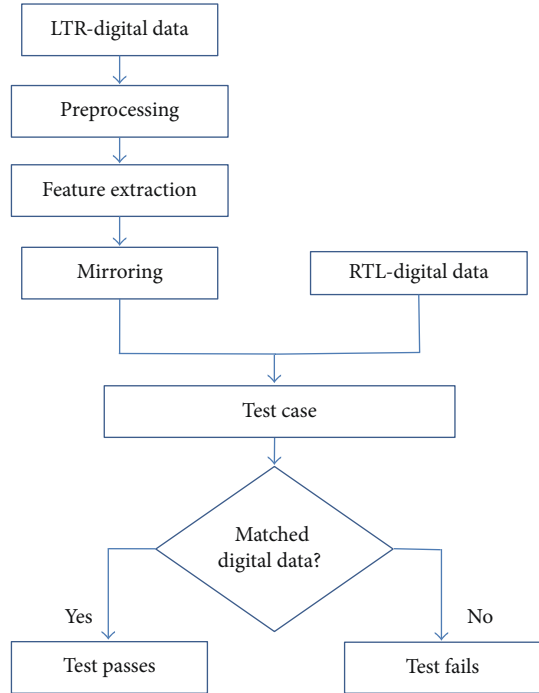 LTR-digital data
Preprocessing
Feature extraction
Mirroring
RTL-digital data
Test case
Matched
digital data?
Yes
No
Test passes
Test fails